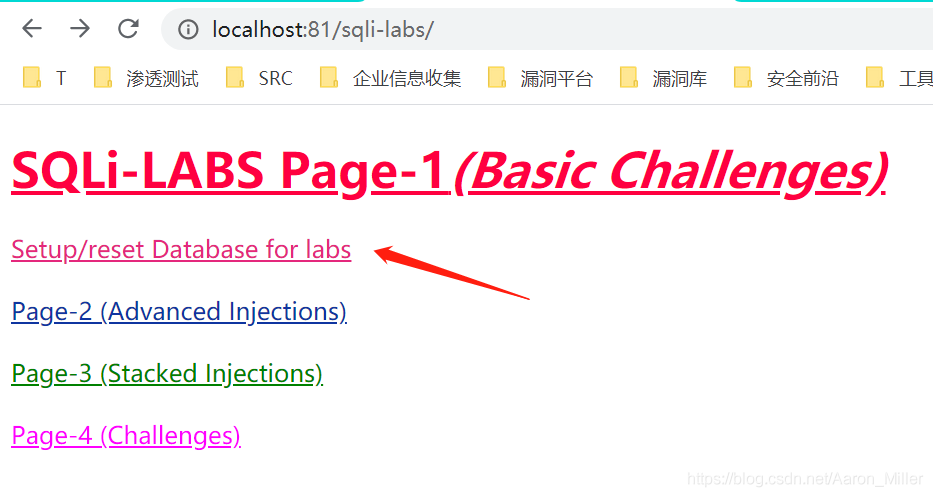 localhost:81/sqli-labs/
T 渗透测试 SRC 企业信息收集 漏洞平台 漏洞库 安全前沿 工具
SQLi-LABS Page-1(Basic Challenges)
Setup/reset Database for labs
Page-2 (Advanced Injections)
Page-3 (Stacked Injections)
Page-4 (Challenges)
https://blog.csdn.net/Aaron_Miller